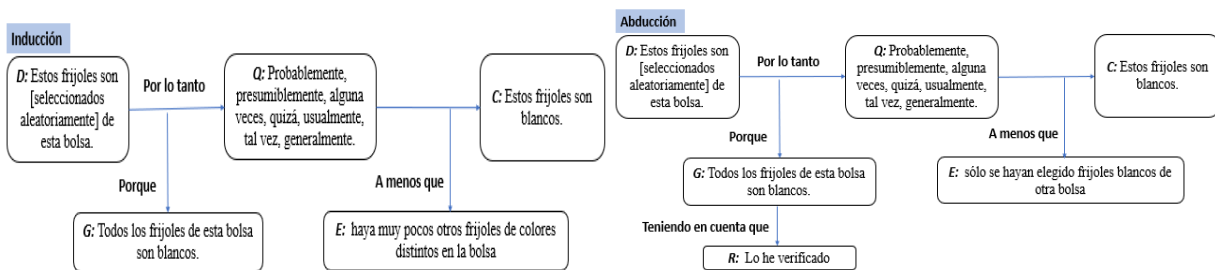 Inducción
D: Estos frijoles son
[seleccionados
aleatoriamente] de
esta bolsa.
Por lo tanto
Q: Probablemente,
presumiblemente, alguna
veces, quizá, usualmente,
tal vez, generalmente.
C: Estos frijoles son
blancos.
Porque
A menos que
G: Todos los frijoles de esta bolsa
son blancos.
E: haya muy pocos otros frijoles de colores
distintos en la bolsa
Abducción
D: Estos frijoles son
[seleccionados
aleatoriamente] de
esta bolsa.
Por lo tanto
Q: Probablemente,
presumiblemente, alguna
veces, quizá, usualmente,
tal vez, generalmente.
C: Estos frijoles son
blancos.
Porque
A menos que
G: Todos los frijoles de esta bolsa
son blancos.
E: sólo se hayan elegido frijoles blancos de
otra bolsa
Teniendo en cuenta que
R: Lo he verificado